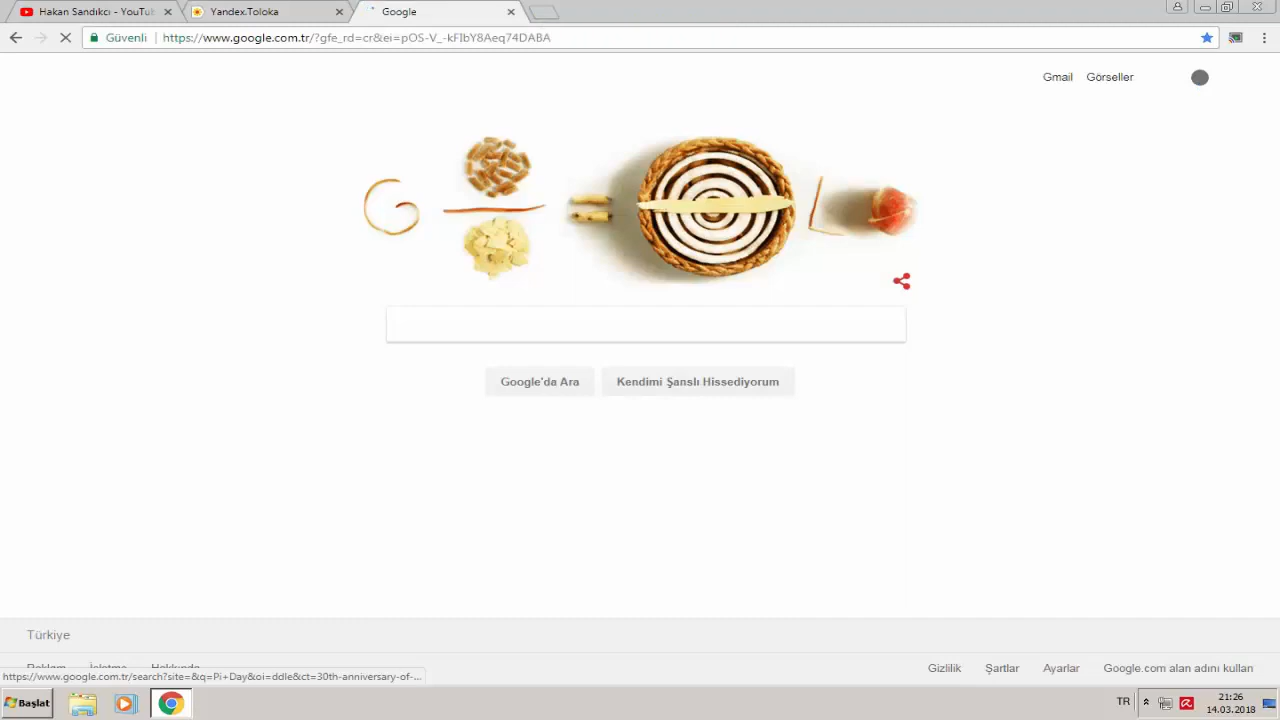 Hakan Sandıkcı - YouTu
Yandex.Toloka
Google
Güvenli
https://www.google.com.tr/?gfe_rd=cr&ei=pOS-V_-kFIbY8Aeq74DABA
Gmail Görseller
Google'da Ara
Kendimi Şanslı Hissediyorum
Türkiye
Reklam İşletme Hakkında
Gizlilik Şartlar Ayarlar Google.com alan adını kullan
https://www.google.com.tr/search?site=&q=Pi+Day&oi=ddle&ct=30th-anniversary-of-...
Başlat
TR
21:26
14.03.2018